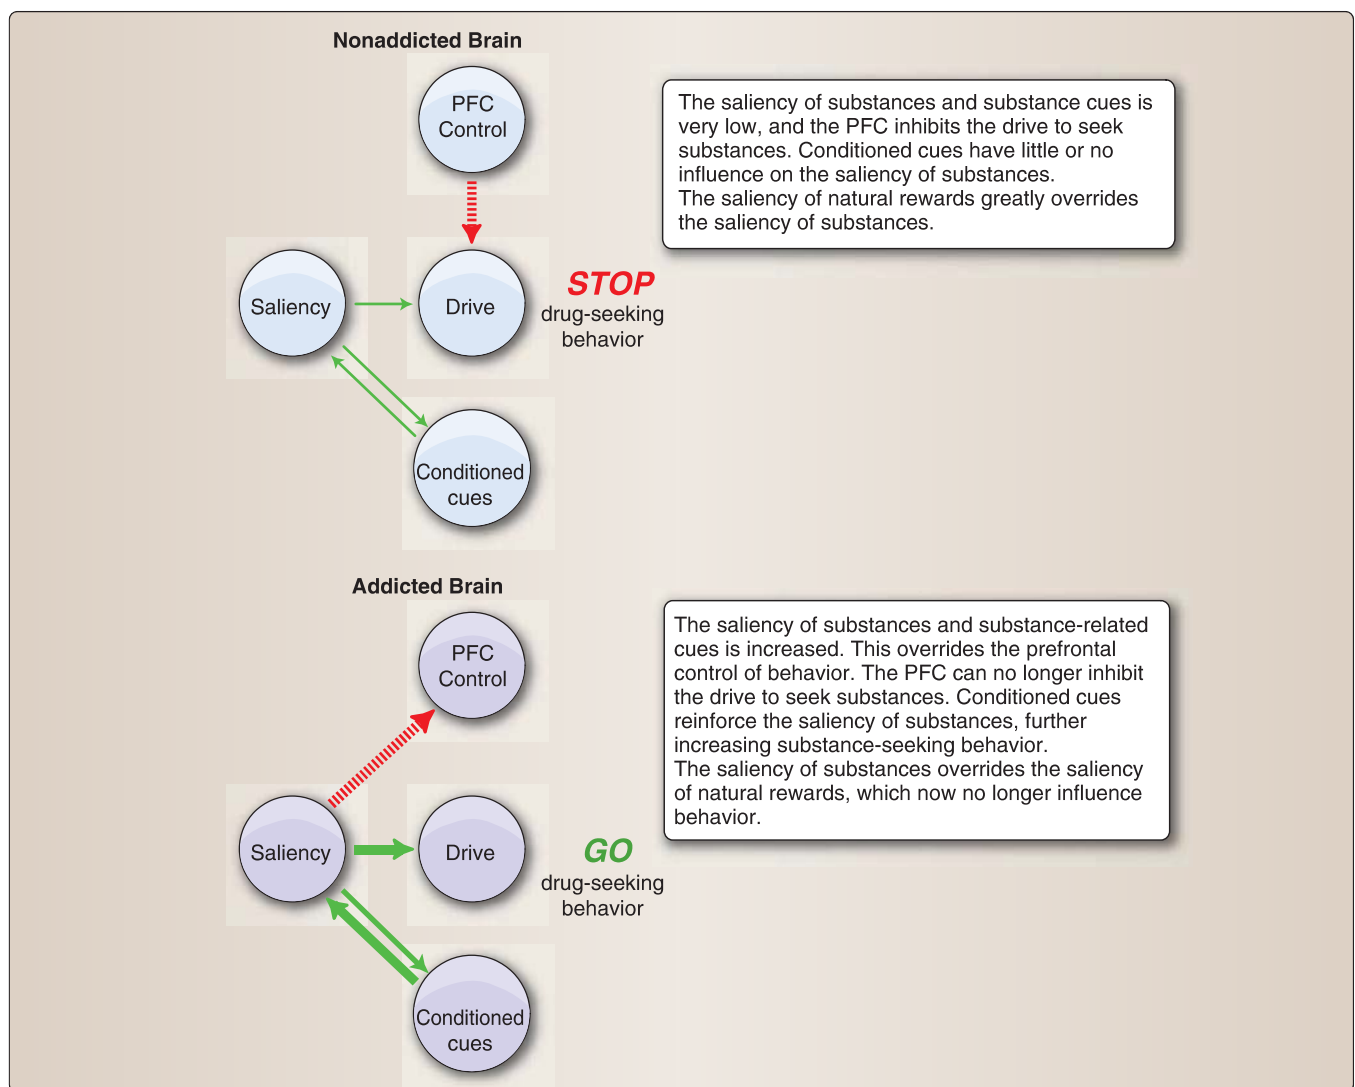 Nonaddicted Brain
PFC
Control
The saliency of substances and substance cues is
very low, and the PFC inhibits the drive to seek
substances. Conditioned cues have little or no
influence on the saliency of substances.
The saliency of natural rewards greatly overrides
the saliency of substances.
Saliency
Drive
STOP
drug-seeking
behavior
Conditioned
cues
Addicted Brain
PFC
Control
The saliency of substances and substance-related
cues is increased. This overrides the prefrontal
control of behavior. The PFC can no longer inhibit
the drive to seek substances. Conditioned cues
reinforce the saliency of substances, further
increasing substance-seeking behavior.
The saliency of substances overrides the saliency
of natural rewards, which now no longer influence
behavior.
Saliency
Drive
GO
drug-seeking
behavior
Conditioned
cues